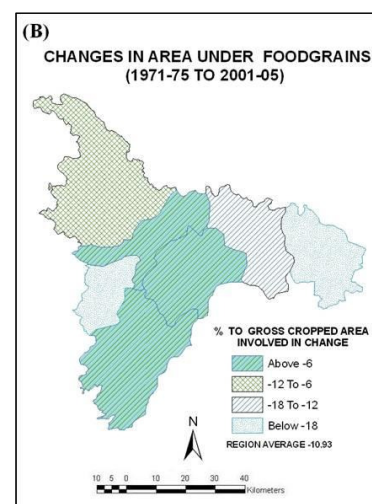 (B)
CHANGES IN AREA UNDER FOODGRAINS
(1971-75 TO 2001-05)
% TO GROSS CROPPED AREA
INVOLVED IN CHANGE
Above -6
-12 To -6
-18 To -12
Below -18
REGION AVERAGE -10.93
N
10 5 0 10 20 30 40
Kilometers